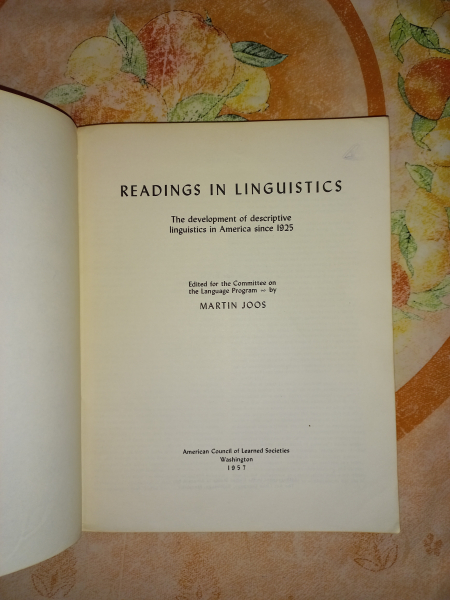 READINGS IN LINGUISTICS
The development of descriptive
linguistics in America since 1925
Edited for the Committee on
the Language Program — by
MARTIN JOOS
American Council of Learned Societies
Washington
1957